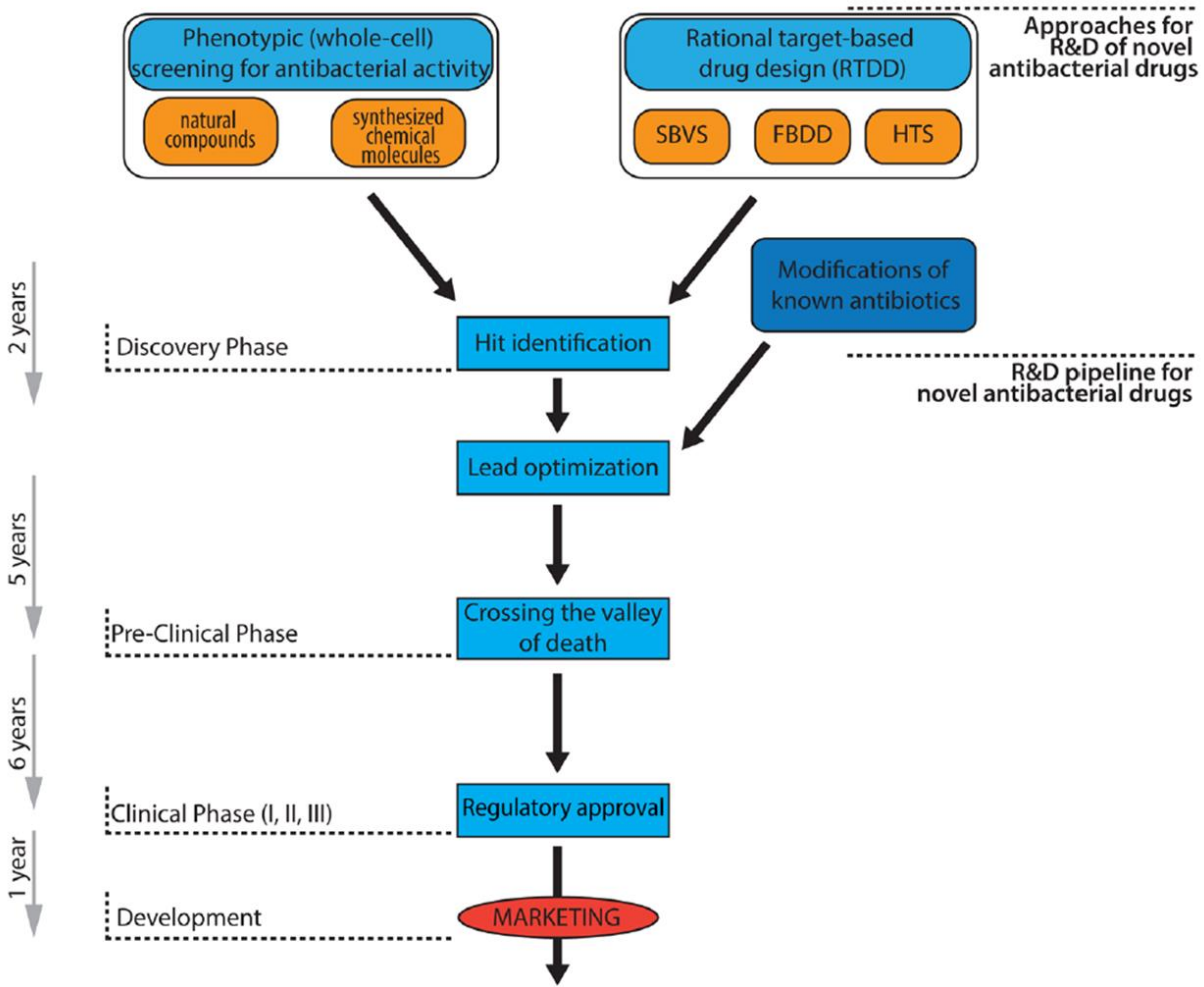 Phenotypic (whole-cell)
screening for antibacterial activity
natural
compounds
synthesized
chemical
molecules
Rational target-based
drug design (RTDD)
SBVS
FBDD
HTS
Approaches for
R&D of novel
antibacterial drugs
Modifications of
known antibiotics
2 years
Discovery Phase
Hit identification
R&D pipeline for
novel antibacterial drugs
Lead optimization
5 years
Pre-Clinical Phase
Crossing the valley
of death
6 years
Clinical Phase (I, II, III)
Regulatory approval
1 year
Development
MARKETING